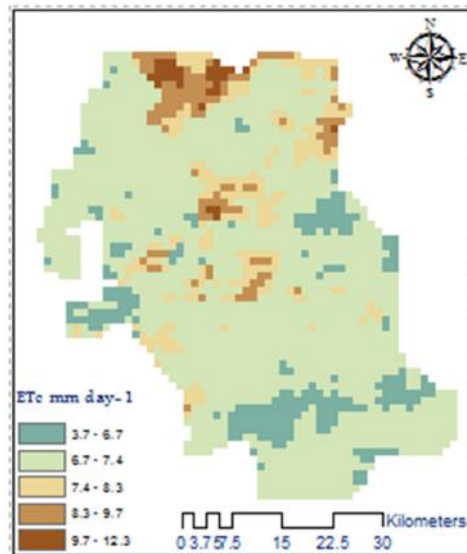 N
W E
S
ETc mm day-1
3.7 - 6.7
6.7 - 7.4
7.4 - 8.3
8.3 - 9.7
9.7 - 12.3
Kilometers
0 3.75 7.5 15 22.5 30